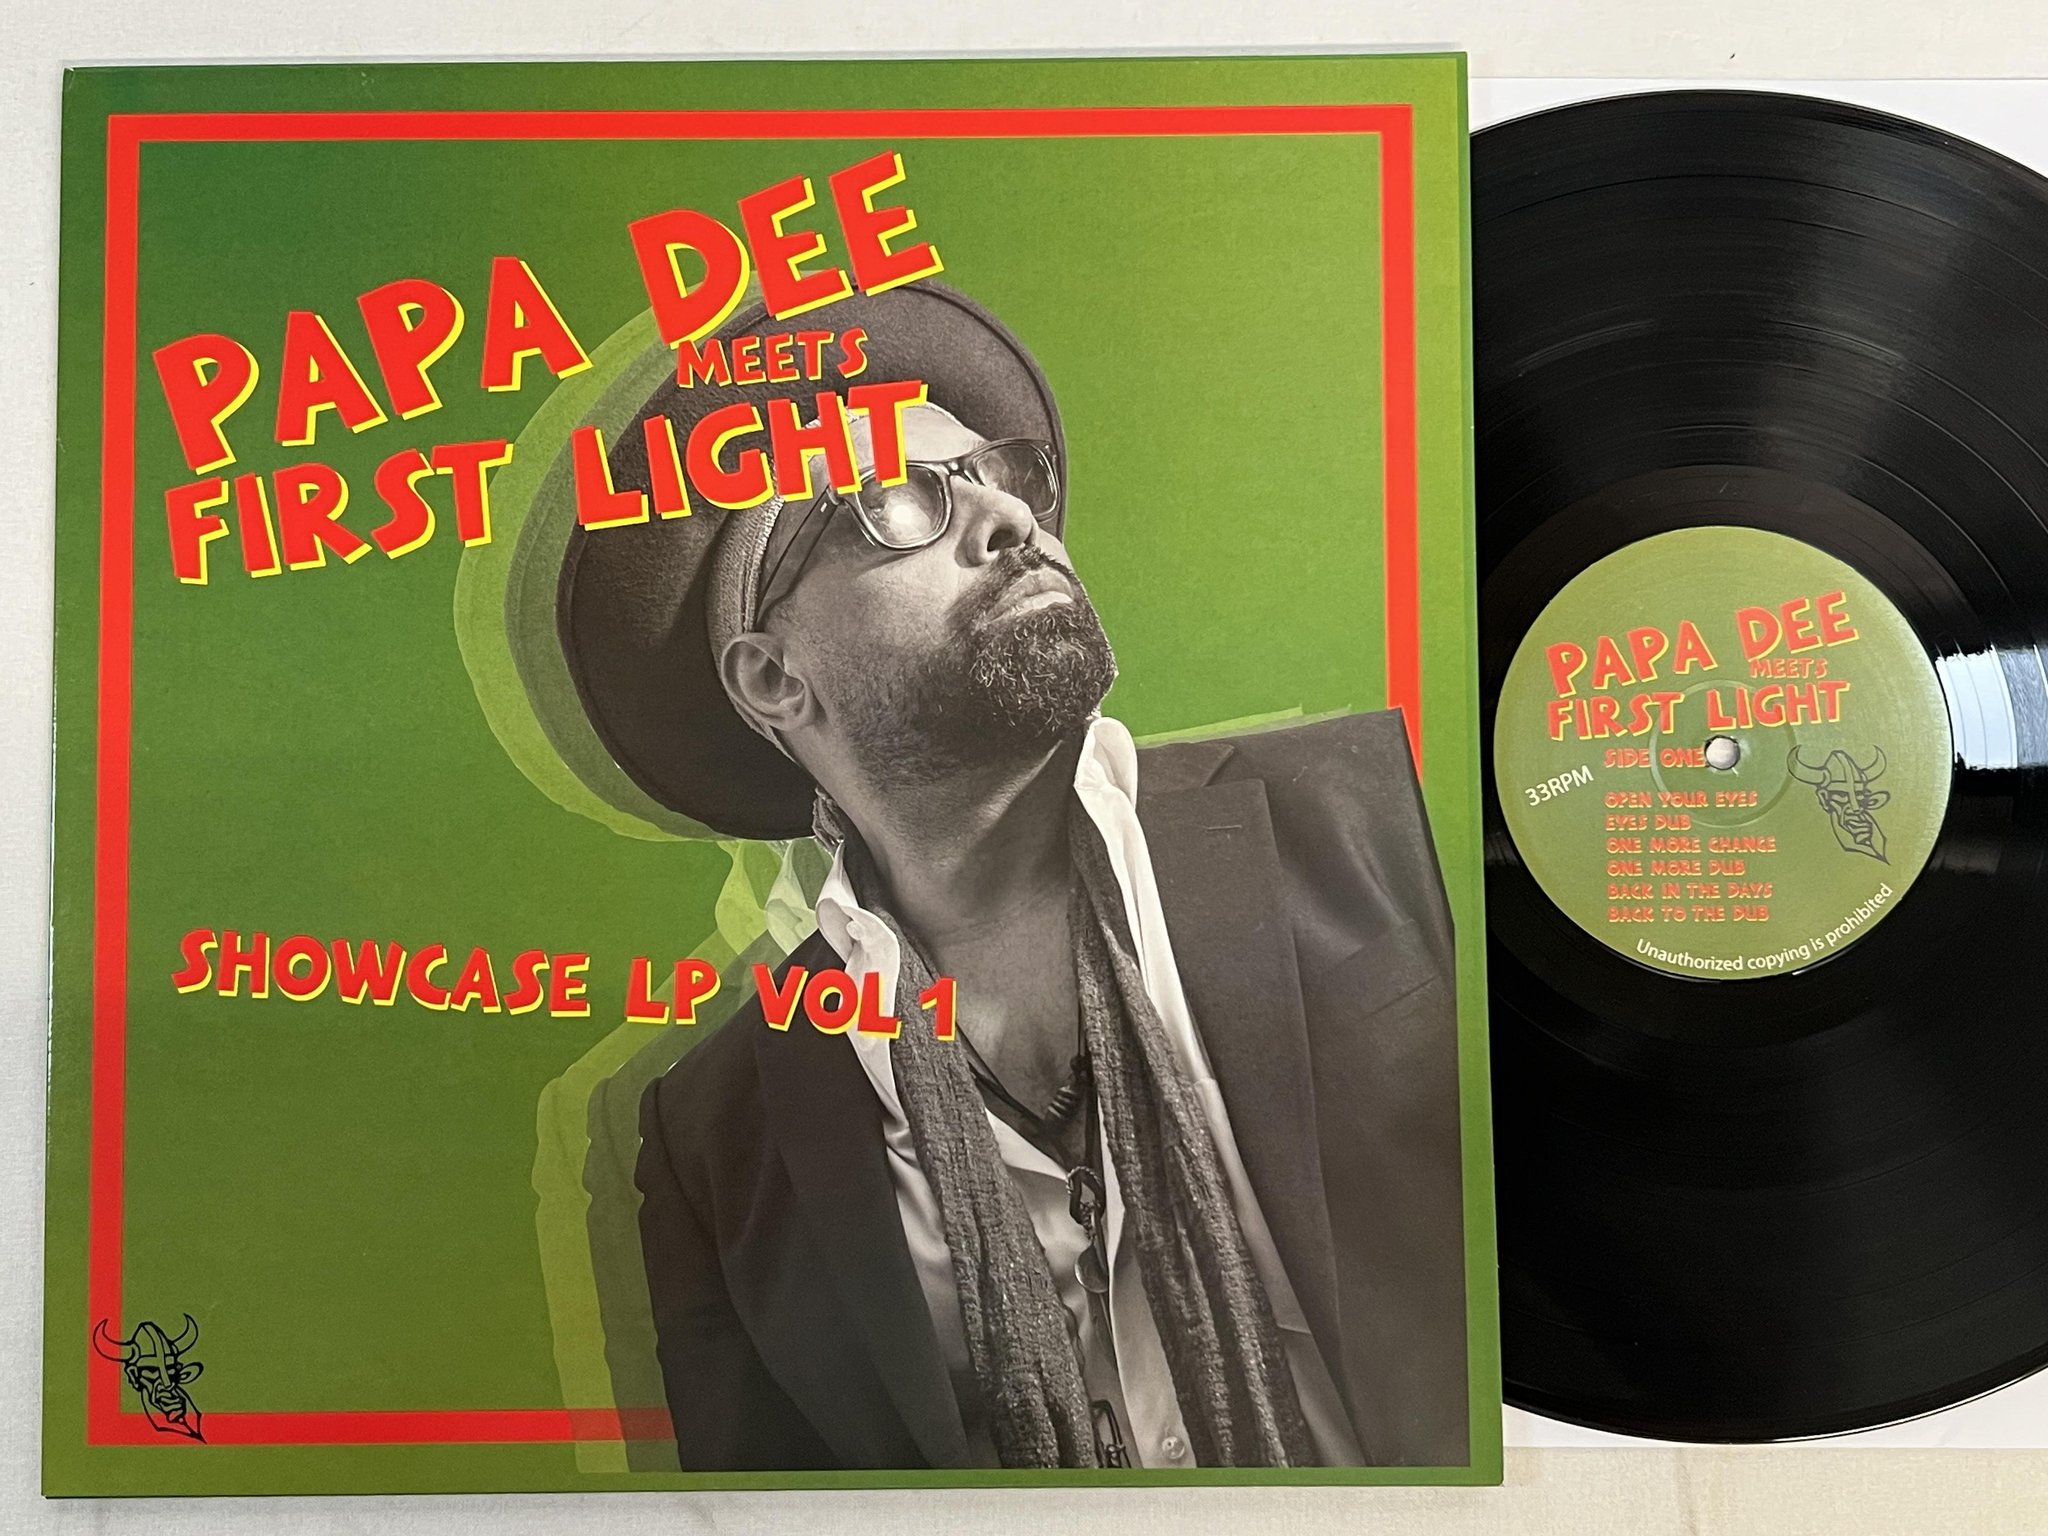 PAPA DEE
MEETS
FIRST LIGHT
SHOWCASE LP VOL 1
PAPA DEE
MEETS
FIRST LIGHT
SIDE ONE
33RPM
OPEN YOUR EYES
EYES DUB
ONE MORE CHANCE
ONE MORE DUB
BACK IN THE DAYS
BACK TO THE DUB
Unauthorized copying is prohibited